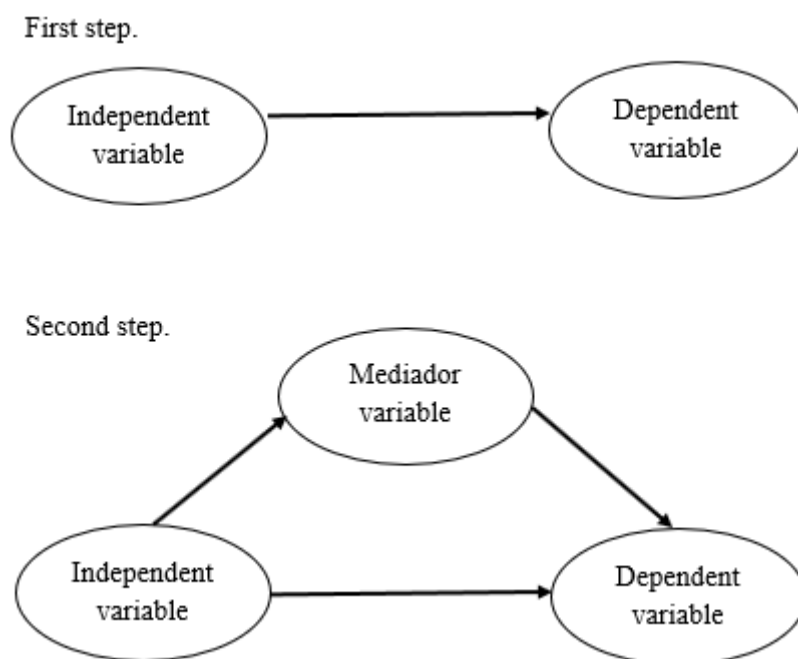 First step.
Independent
variable
Dependent
variable
Second step.
Mediador
variable
Independent
variable
Dependent
variable